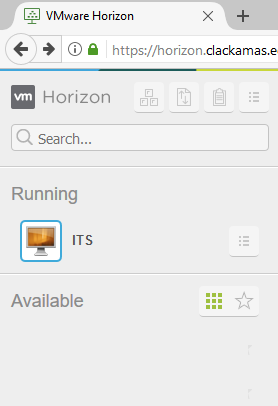 VMware Horizon
https://horizon.clackamas.e
vm Horizon
Search...
Running
ITS
Available